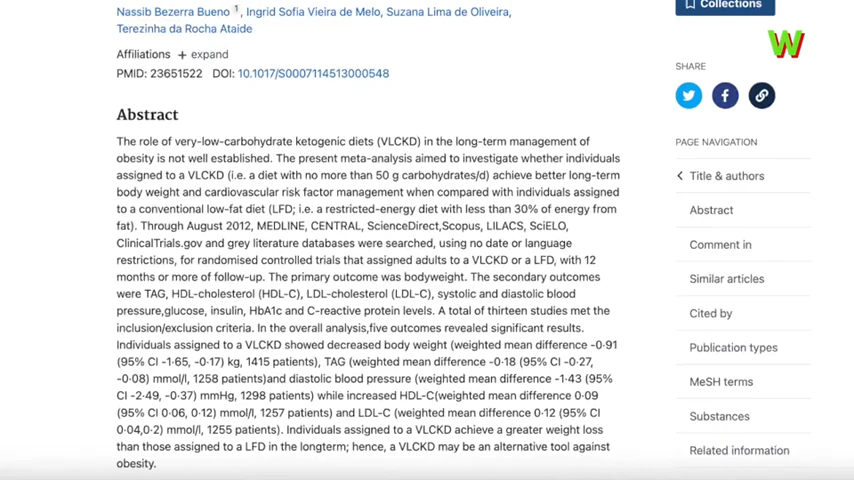 Collections
Nassib Bezerra Bueno 1, Ingrid Sofia Vieira de Melo, Suzana Lima de Oliveira,
Terezinha da Rocha Ataide
Affiliations + expand
PMID: 23651522 DOI: 10.1017/S0007114513000548
Abstract
The role of very-low-carbohydrate ketogenic diets (VLCKD) in the long-term management of
obesity is not well established. The present meta-analysis aimed to investigate whether individuals
assigned to a VLCKD (i.e. a diet with no more than 50 g carbohydrates/d) achieve better long-term
body weight and cardiovascular risk factor management when compared with individuals assigned
to a conventional low-fat diet (LFD; i.e. a restricted-energy diet with less than 30% of energy from
fat). Through August 2012, MEDLINE, CENTRAL, ScienceDirect,Scopus, LILACS, SciELO,
ClinicalTrials.gov and grey literature databases were searched, using no date or language
restrictions, for randomised controlled trials that assigned adults to a VLCKD or a LFD, with 12
months or more of follow-up. The primary outcome was bodyweight. The secondary outcomes
were TAG, HDL-cholesterol (HDL-C), LDL-cholesterol (LDL-C), systolic and diastolic blood
pressure,glucose, insulin, HbA1c and C-reactive protein levels. A total of thirteen studies met the
inclusion/exclusion criteria. In the overall analysis,five outcomes revealed significant results.
Individuals assigned to a VLCKD showed decreased body weight (weighted mean difference -0·91
(95% CI -1·65, -0·17) kg, 1415 patients), TAG (weighted mean difference -0·18 (95% CI -0·27,
-0·08) mmol/l, 1258 patients)and diastolic blood pressure (weighted mean difference -1·43 (95%
CI -2·49, -0·37) mmHg, 1298 patients) while increased HDL-C(weighted mean difference 0·09
(95% CI 0·06, 0·12) mmol/l, 1257 patients) and LDL-C (weighted mean difference 0·12 (95% CI
0·04,0·2) mmol/l, 1255 patients). Individuals assigned to a VLCKD achieve a greater weight loss
than those assigned to a LFD in the longterm; hence, a VLCKD may be an alternative tool against
obesity.
W
SHARE
PAGE NAVIGATION
Title & authors
Abstract
Comment in
Similar articles
Cited by
Publication types
MeSH terms
Substances
Related information